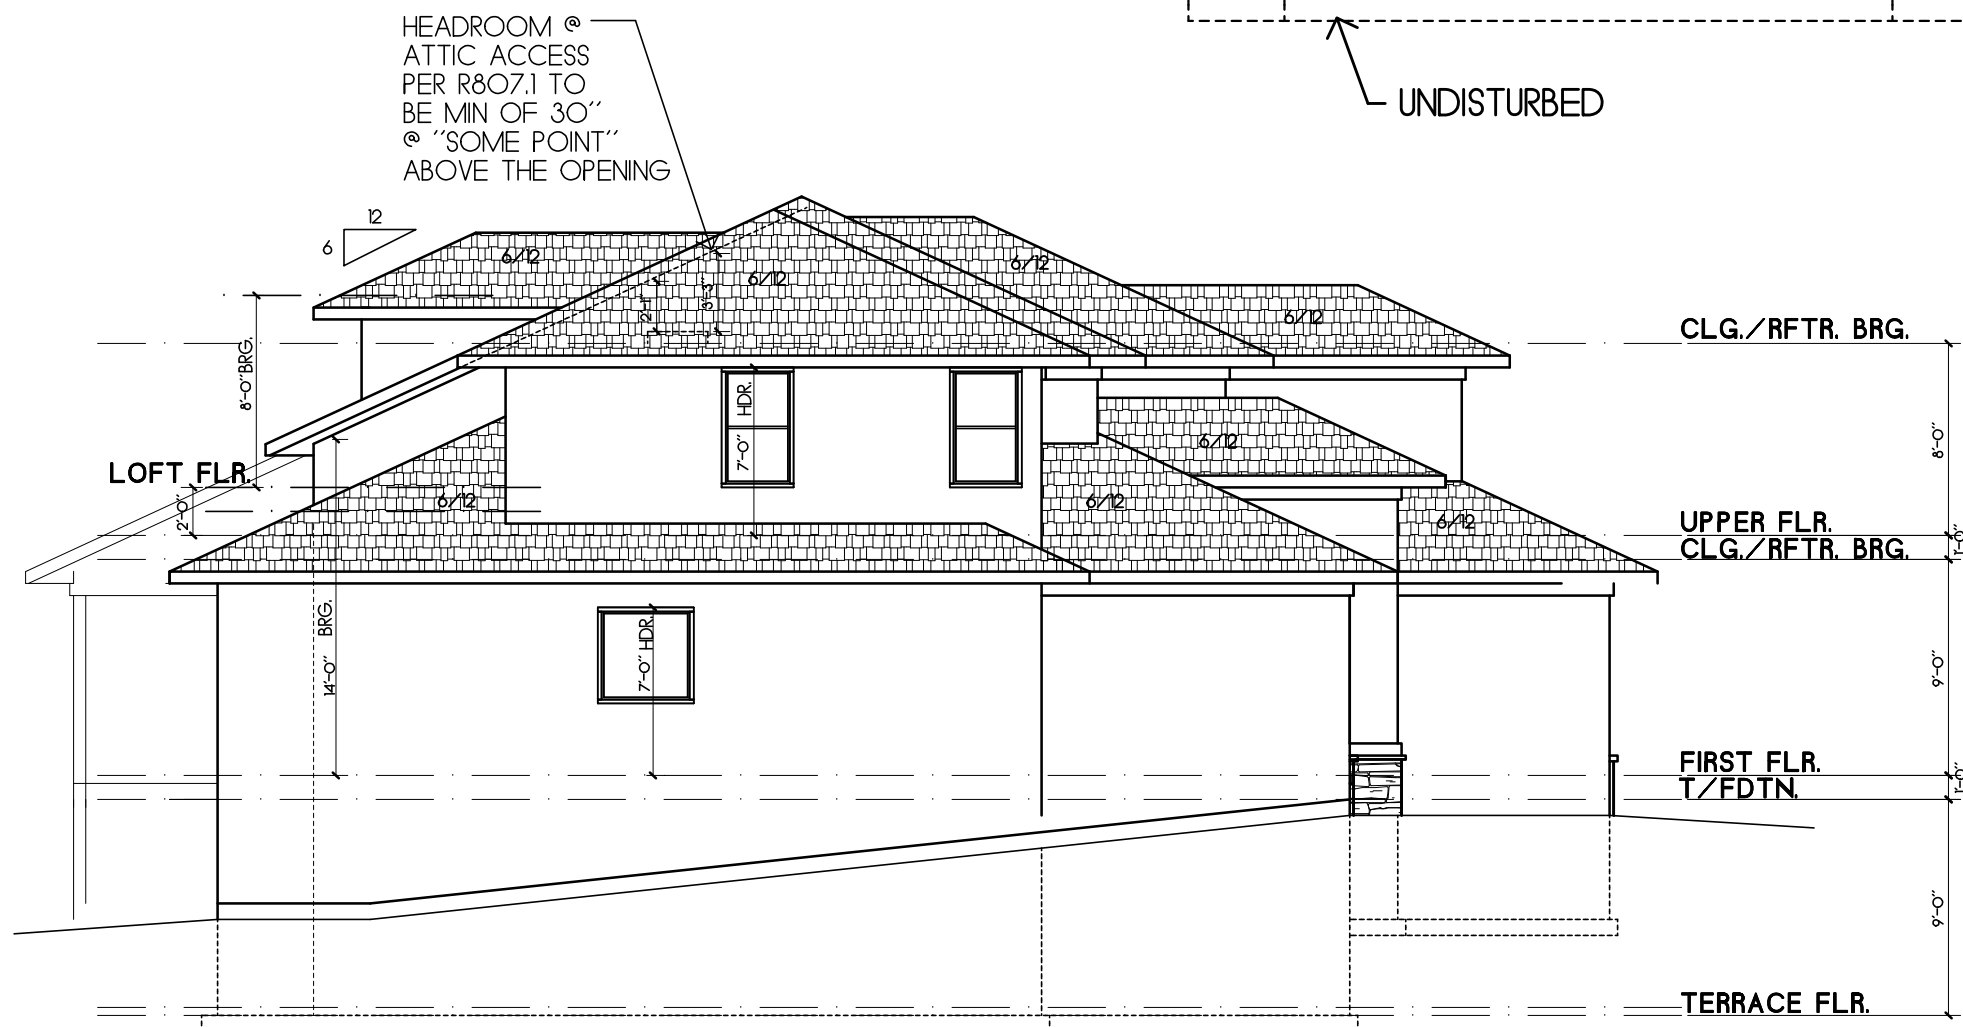 HEADROOM @
ATTIC ACCESS
PER R807.1 TO
BE MIN OF 30''
@ ''SOME POINT''
ABOVE THE OPENING
UNDISTURBED
12
6
6/12
6/12
6/12
6/12
2'-1"
3'-3"
CLG./RFTR. BRG.
8'-0" BRG.
7'-0" HDR.
6/12
8'-0"
LOFT FLR.
6/12
6/12
6/12
2'-0"
UPPER FLR.
1'-0"
CLG./RFTR. BRG.
14'-0" BRG.
7'-0" HDR.
9'-0"
FIRST FLR.
1'-0"
T/FDTN.
9'-0"
TERRACE FLR.